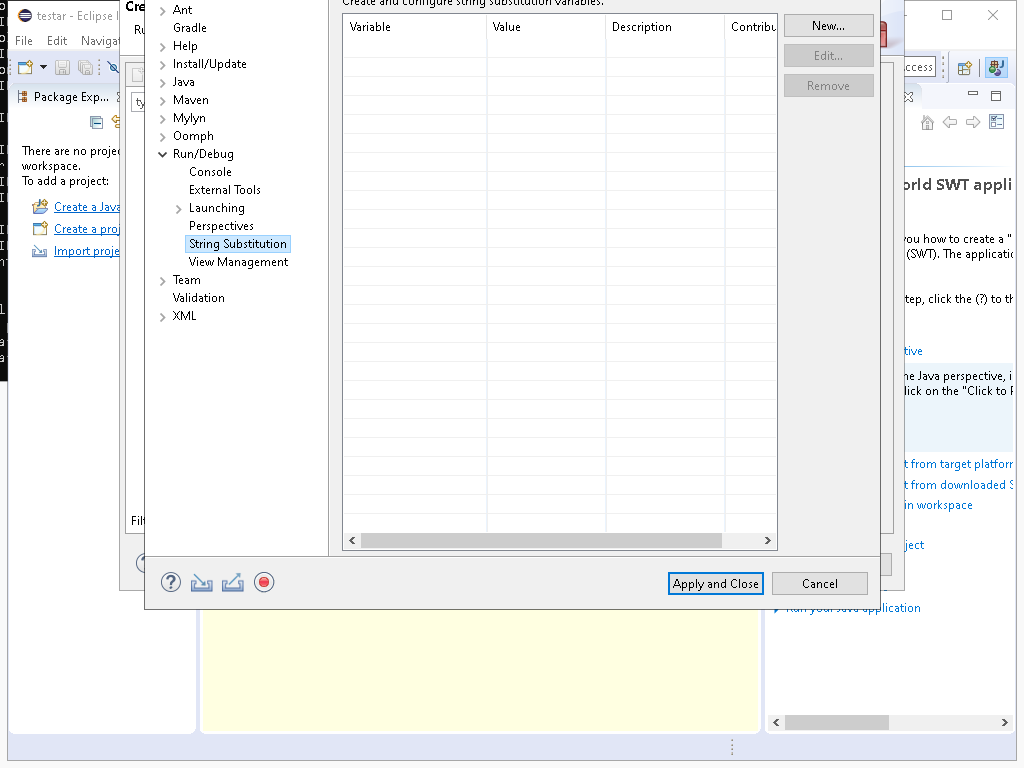 testar - Eclipse I
File Edit Navigat
Package Exp...
There are no proje
workspace.
To add a project:
Create a Java
Create a proj
Import proje
Cre
Ru
ty
Filt
Create and configure string substitution variables.
Ant
Gradle
Help
Install/Update
Java
Maven
Mylyn
Oomph
Run/Debug
Console
External Tools
Launching
Perspectives
String Substitution
View Management
Team
Validation
XML
Variable Value Description Contribu
New...
Edit...
Remove
Apply and Close
Cancel
ccess
orld SWT appli
you how to create a "
(SWT). The applicatio
tep, click the (?) to th
tive
he Java perspective, i
lick on the "Click to P
t from target platform
t from downloaded S
in workspace
ject
Run your Java application